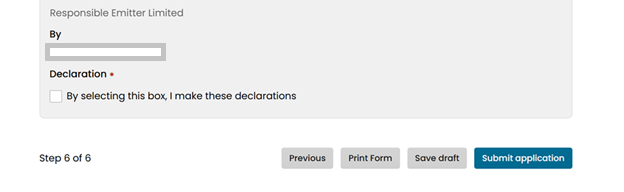 Responsible Emitter Limited
By
Declaration *
By selecting this box, I make these declarations
Step 6 of 6
Previous
Print Form
Save draft
Submit application